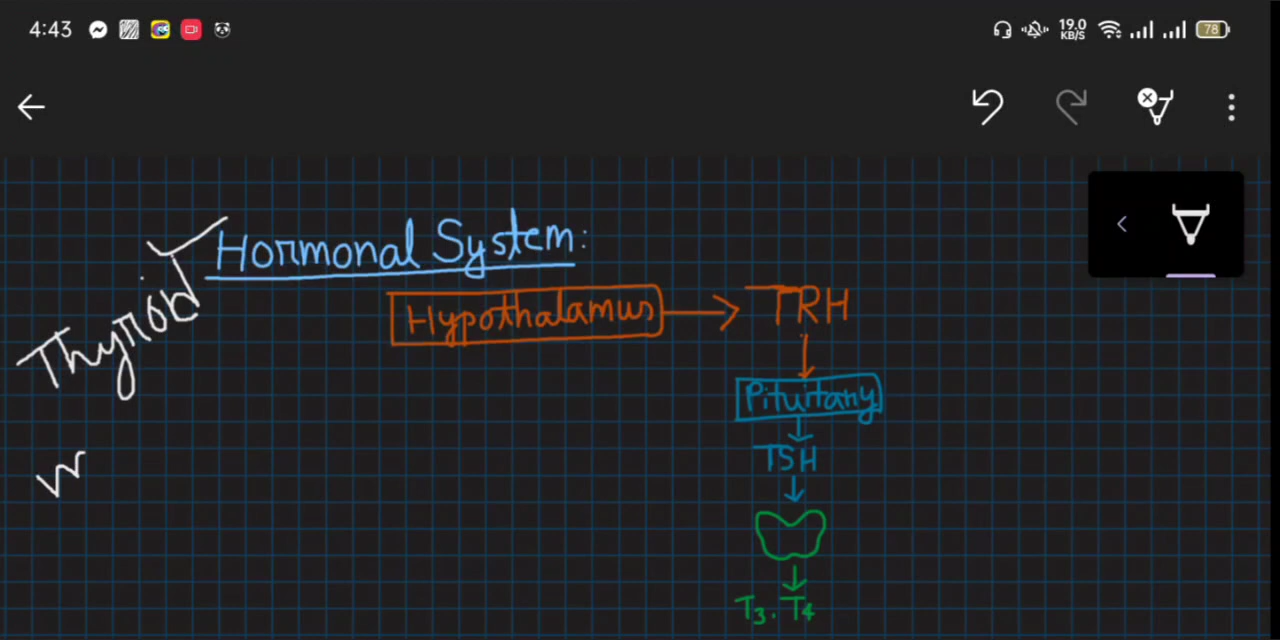 4:43 19.0 KB/S 78
Hormonal System:
Thyroid
Hypothalamus → TRH
Pituitary
TSH
T3. T4